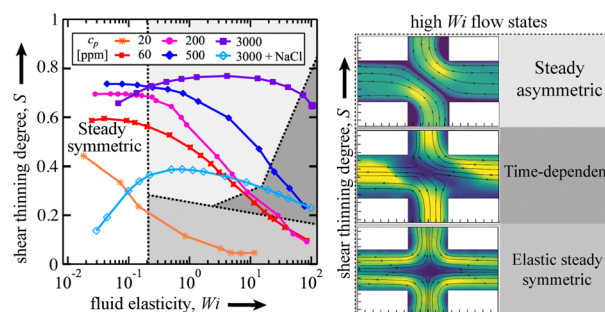 high Wi flow states
c_p
[ppm]
20
200
3000
60
500
3000 + NaCl
1
0.8
0.6
0.4
0.2
0
Steady
symmetric
10^-2
10^-1
10^0
10^1
10^2
shear thinning degree, S
fluid elasticity, Wi
shear thinning degree, S
Steady
asymmetric
Time-dependent
Elastic steady
symmetric